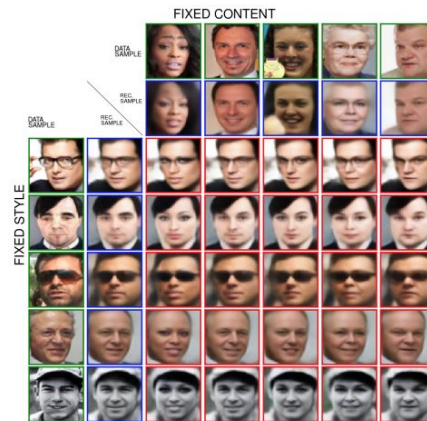 FIXED CONTENT
DATA
SAMPLE
REC.
SAMPLE
DATA
SAMPLE
REC.
SAMPLE
FIXED STYLE